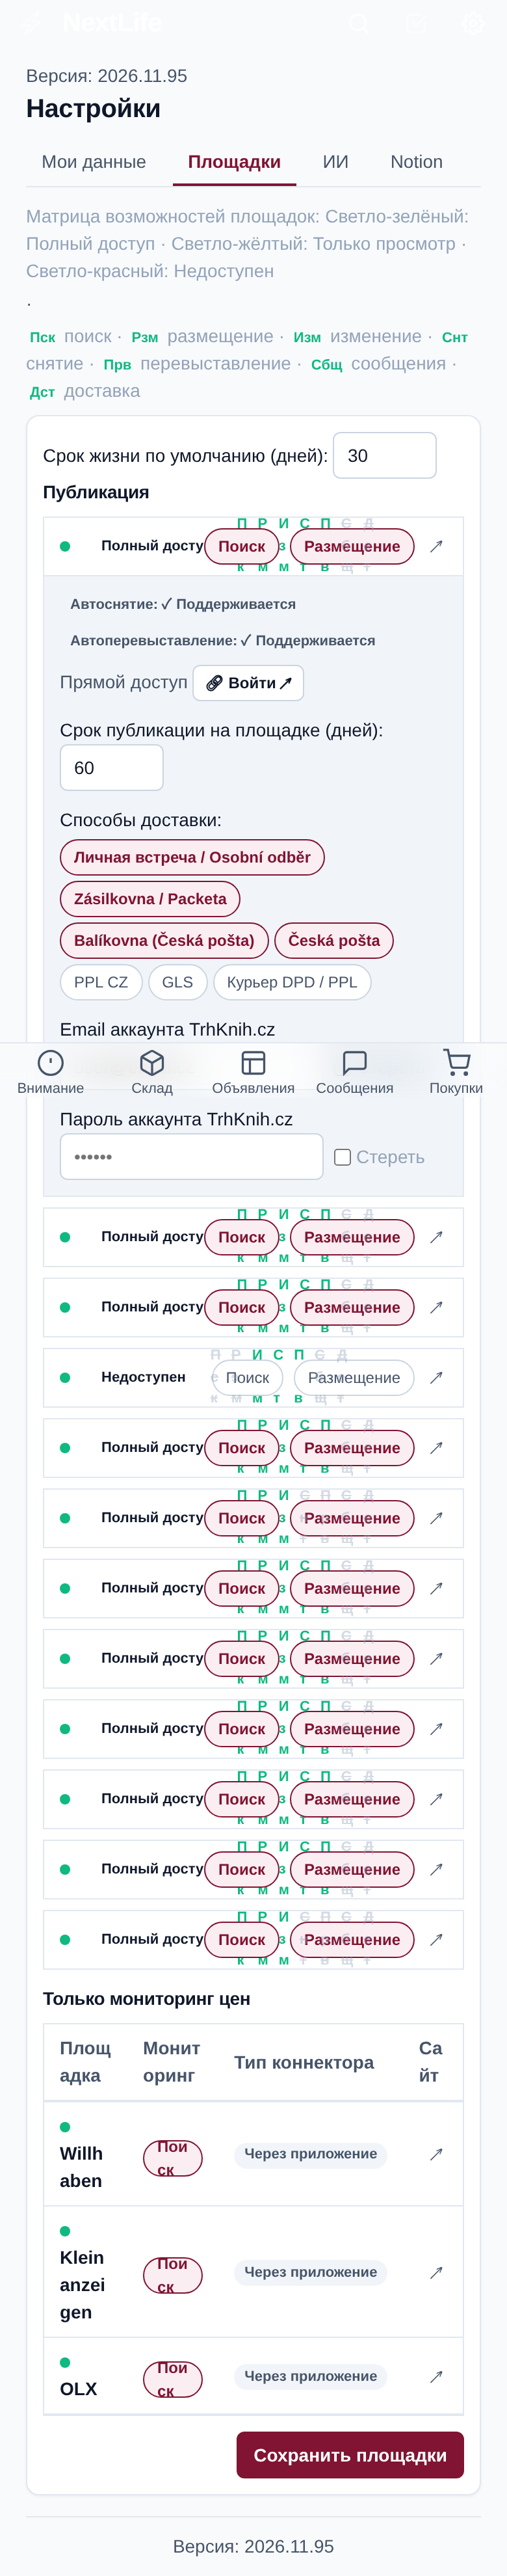 NextLife
Версия: 2026.11.95
Настройки
Мои данные Площадки ИИ Notion
Матрица возможностей площадок: Светло-зелёный:
Полный доступ · Светло-жёлтый: Только просмотр ·
Светло-красный: Недоступен
.
Пск поиск · Рзм размещение · Изм изменение · Снт
снятие · Прв перевыставление · Сбщ сообщения ·
Дст доставка
Срок жизни по умолчанию (дней): 30
Публикация
Полный досту Поиск Размещение ↗
Автоснятие: ✓ Поддерживается
Автоперевыставление: ✓ Поддерживается
Прямой доступ 🔗 Войти ↗
Срок публикации на площадке (дней):
60
Способы доставки:
Личная встреча / Osobní odběr
Zásilkovna / Packeta
Balíkovna (Česká pošta) Česká pošta
PPL CZ GLS Курьер DPD / PPL
Email аккаунта TrhKnih.cz
Внимание Склад Объявления Сообщения Покупки
Пароль аккаунта TrhKnih.cz
•••••• Стереть
Полный досту Поиск Размещение ↗
Полный досту Поиск Размещение ↗
Недоступен Поиск Размещение ↗
Полный досту Поиск Размещение ↗
Полный досту Поиск Размещение ↗
Полный досту Поиск Размещение ↗
Полный досту Поиск Размещение ↗
Полный досту Поиск Размещение ↗
Полный досту Поиск Размещение ↗
Полный досту Поиск Размещение ↗
Полный досту Поиск Размещение ↗
Только мониторинг цен
Площ
адка
Монит
оринг
Тип коннектора
Са
йт
Willh
aben
Пои
ск
Через приложение ↗
Klein
anzei
gen
Пои
ск
Через приложение ↗
OLX
Пои
ск
Через приложение ↗
Сохранить площадки
Версия: 2026.11.95